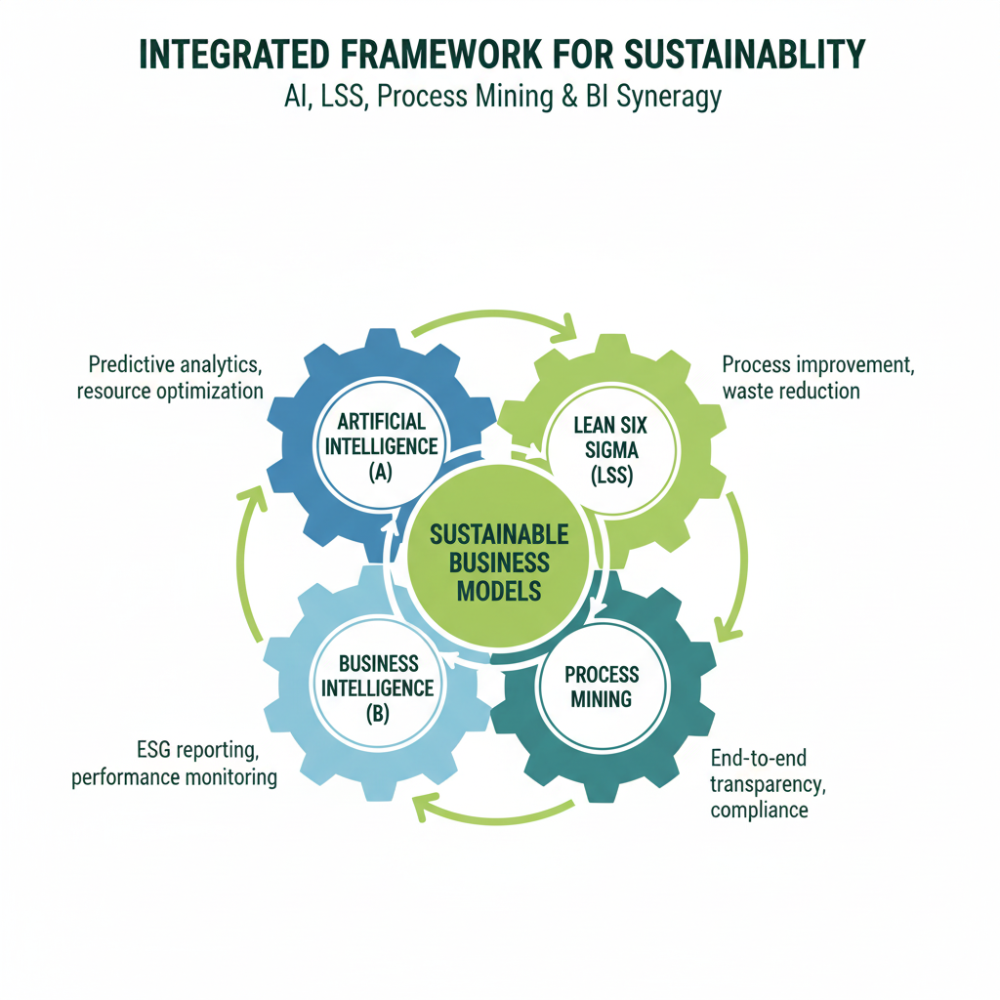 INTEGRATED FRAMEWORK FOR SUSTAINABLITY
AI, LSS, Process Mining & BI Syneragy
Predictive analytics,
resource optimization
ARTIFICIAL
INTELLIGENCE
(A)
LEAN SIX
SIGMA
(LSS)
Process improvement,
waste reduction
SUSTAINABLE
BUSINESS
MODELS
BUSINESS
INTELLIGENCE
(B)
PROCESS
MINING
ESG reporting,
performance monitoring
End-to-end
transparency,
compliance